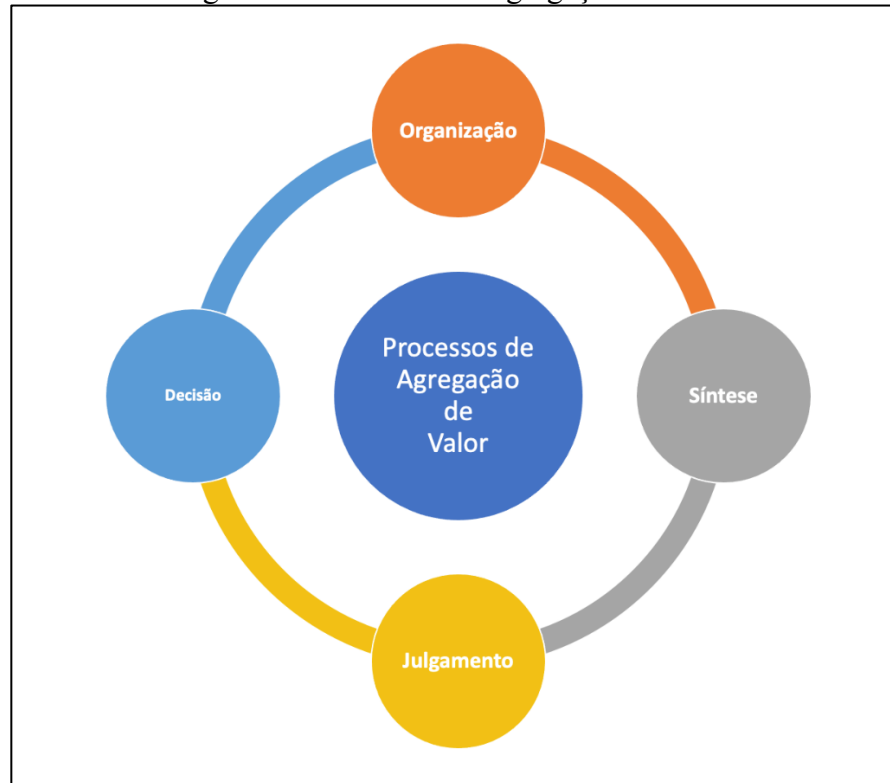 Organização
Processos de
Agregação
de
Valor
Decisão
Síntese
Julgamento